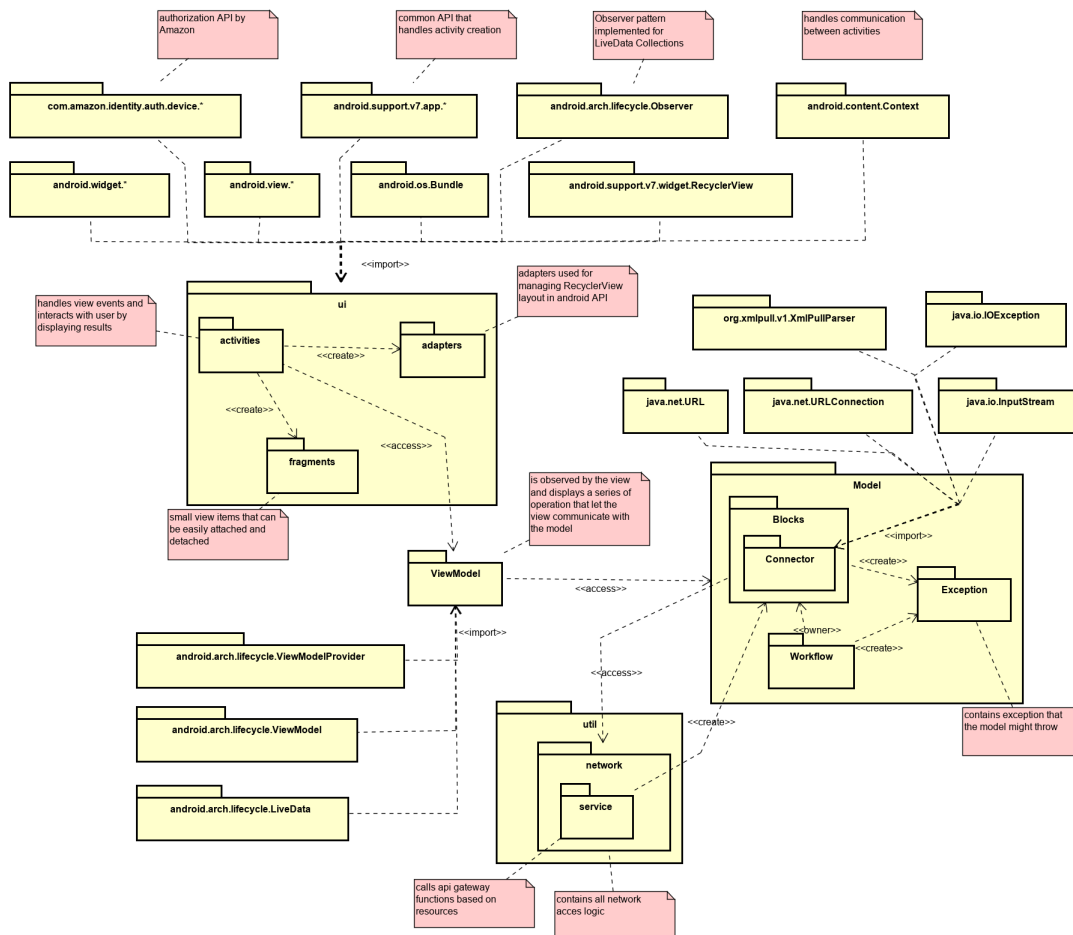 authorization API by
Amazon
common API that
handles activity creation
Observer pattern
implemented for
LiveData Collections
handles communication
between activities
com.amazon.identity.auth.device.*
android.support.v7.app.*
android.arch.lifecycle.Observer
android.content.Context
android.widget.*
android.view.*
android.os.Bundle
android.support.v7.widget.RecyclerView
<<import>>
adapters used for
managing RecyclerView
layout in android API
handles view events and
interacts with user by
displaying results
ui
activities
adapters
<<create>>
<<create>>
<<access>>
fragments
small view items that can
be easily attached and
detached
org.xmlpull.v1.XmlPullParser
java.io.IOException
java.net.URL
java.net.URLConnection
java.io.InputStream
is observed by the view
and displays a series of
operation that let the
view communicate with
the model
Model
Blocks
Connector
<<import>>
<<create>>
Exception
ViewModel
<<access>>
<<import>>
<<owner>>
<<create>>
Workflow
android.arch.lifecycle.ViewModelProvider
android.arch.lifecycle.ViewModel
android.arch.lifecycle.LiveData
<<access>>
<<create>>
contains exception that
the model might throw
util
network
service
calls api gateway
functions based on
resources
contains all network
acces logic